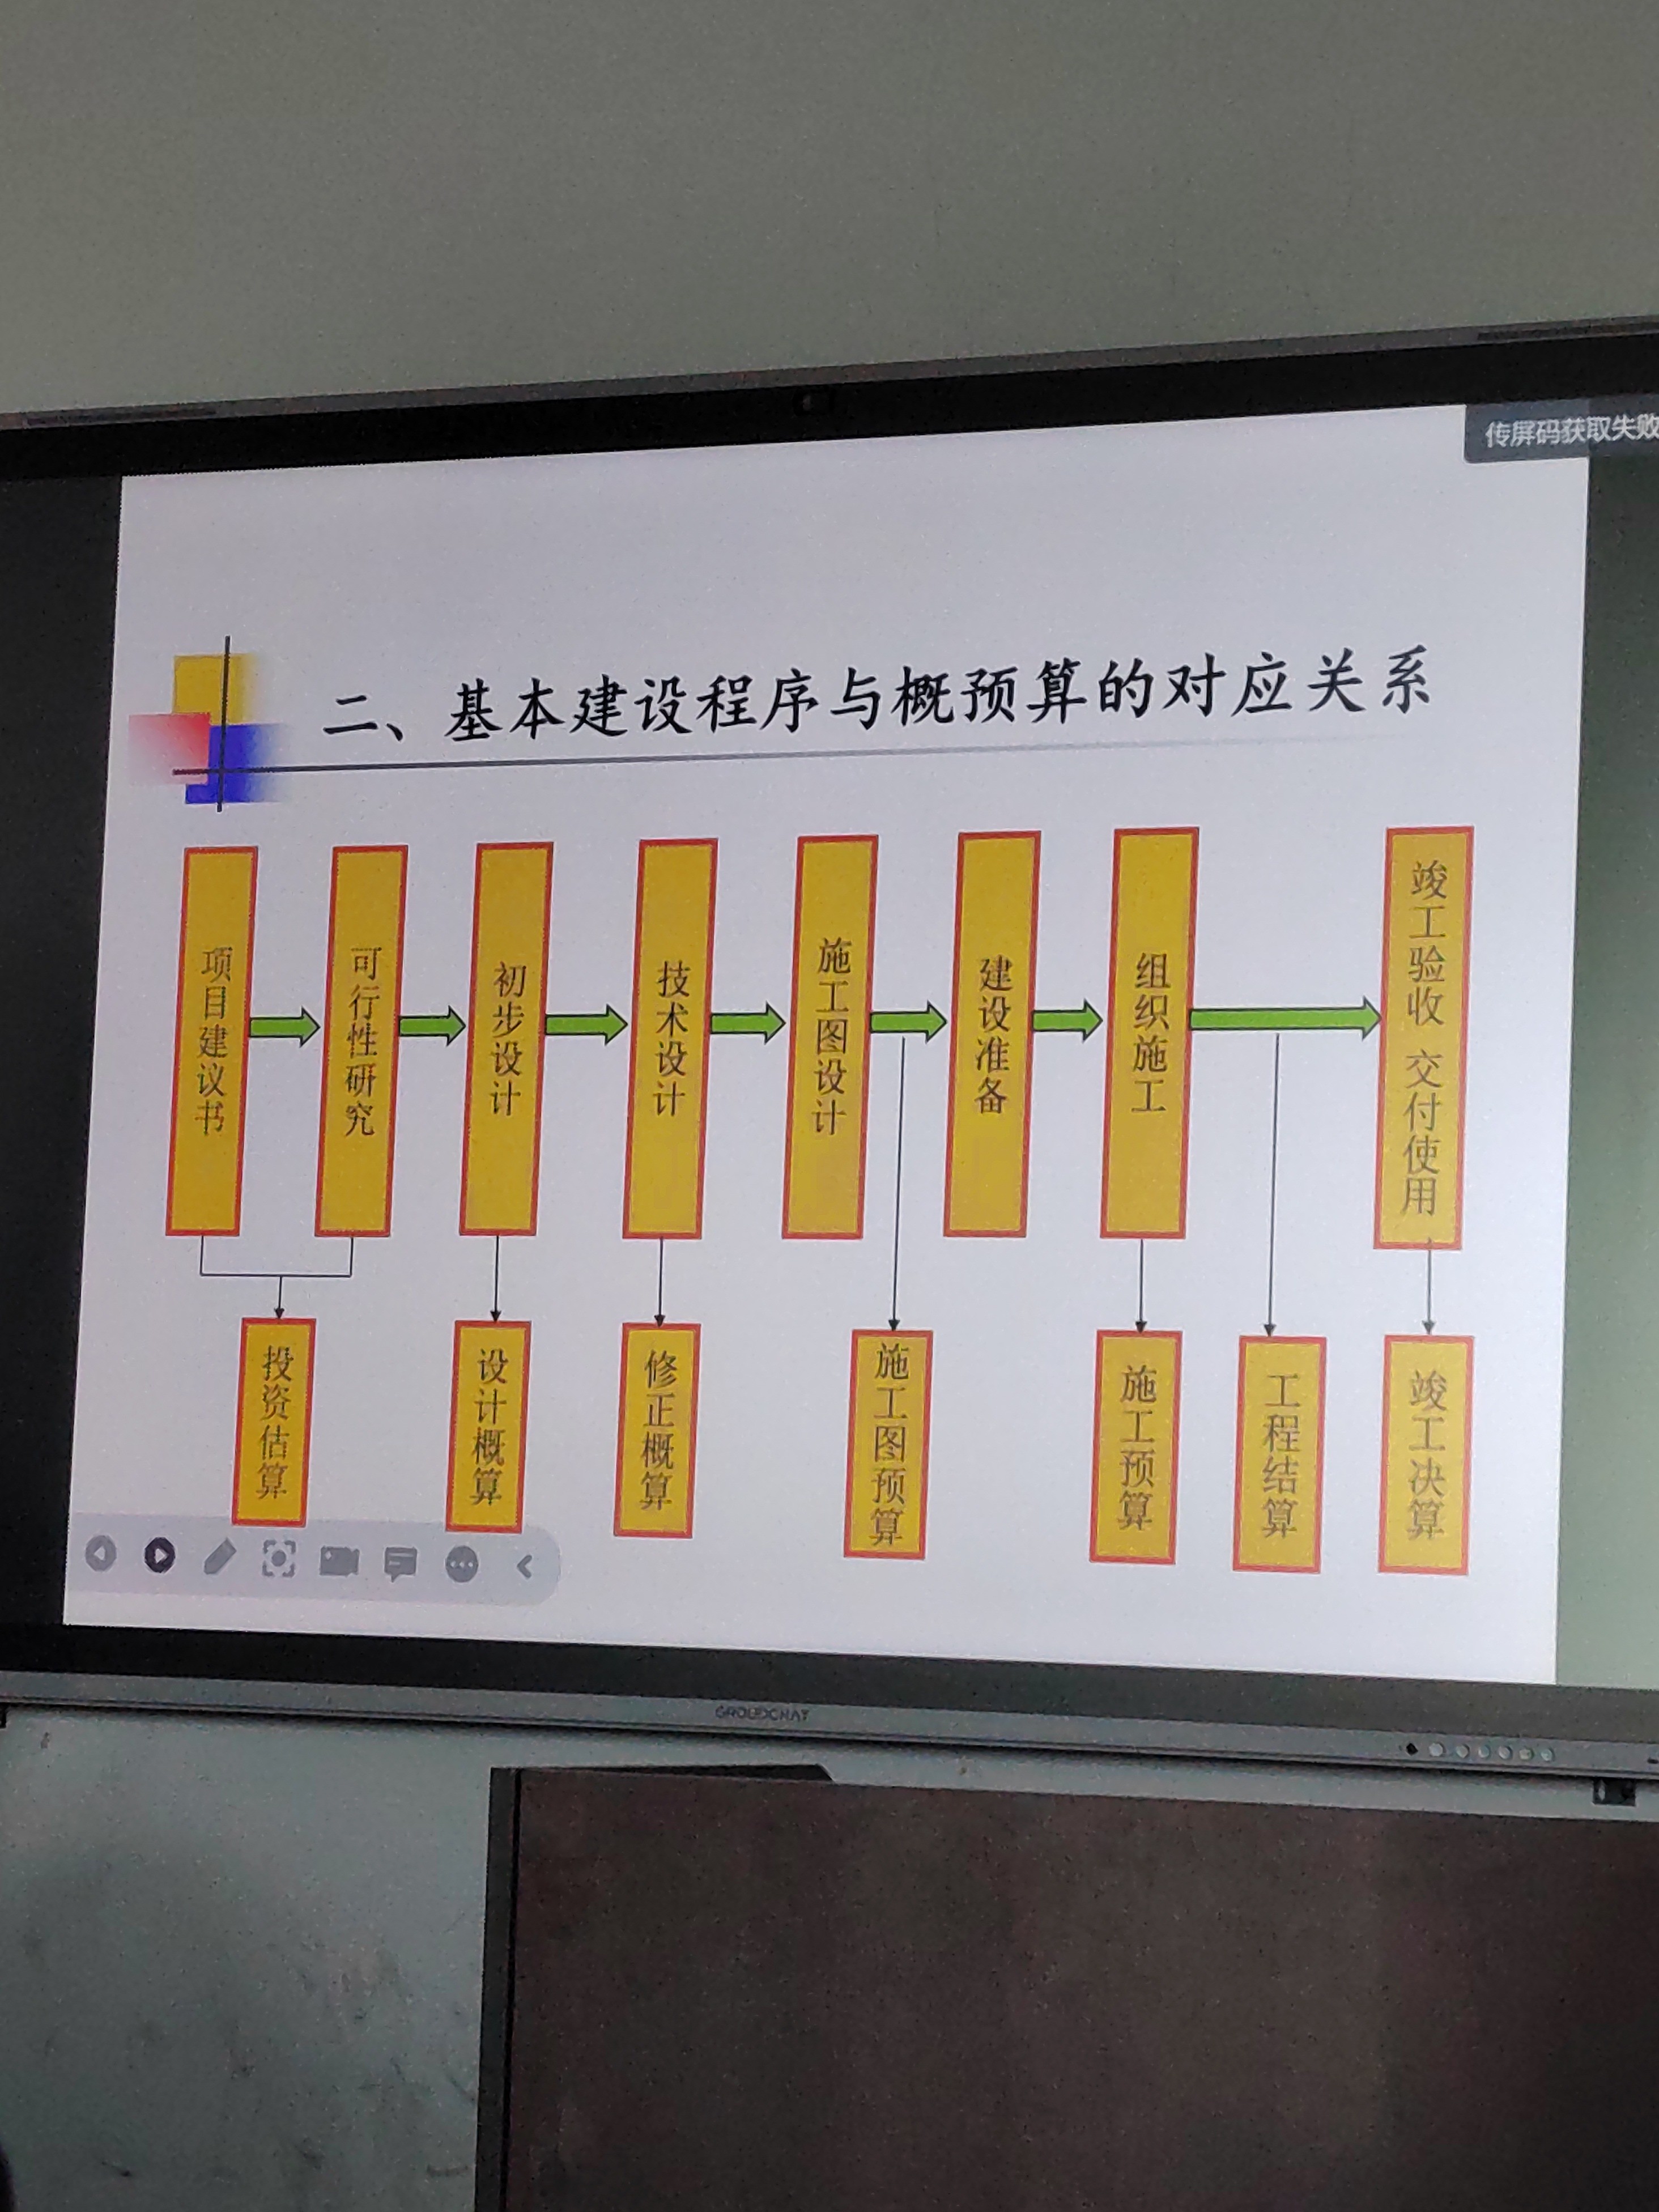 传屏码获取失败
二、基本建设程序与概预算的对应关系
项目建议书
可行性研究
初步设计
技术设计
施工图设计
建设准备
组织施工
竣工验收 交付使用
投资估算
设计概算
修正概算
施工图预算
施工预算
工程结算
竣工决算